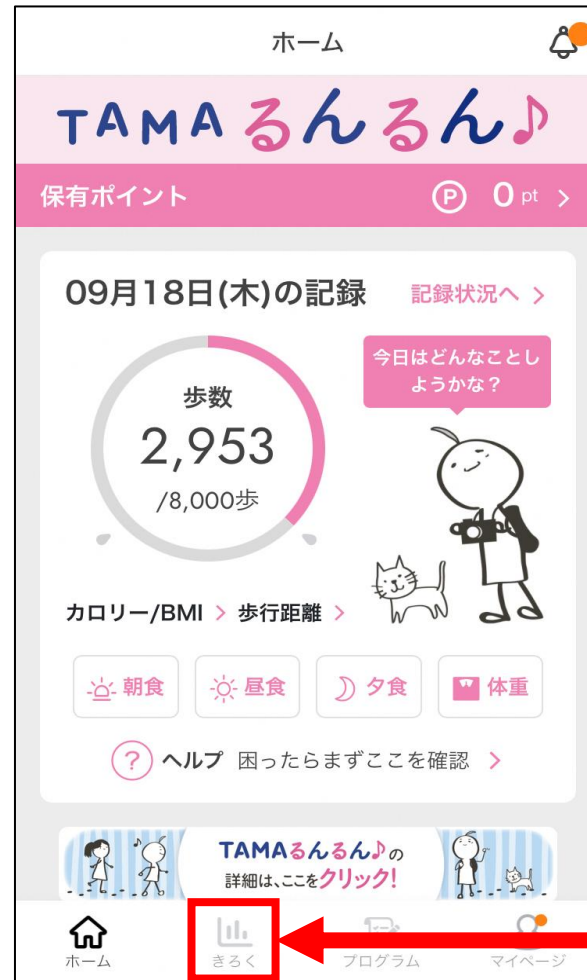 ホーム
TAMAるんるん♪
保有ポイント P 0 pt >
09月18日(木)の記録 記録状況へ >
今日はどんなことし
ようかな？
歩数
2,953
/8,000歩
カロリー/BMI > 歩行距離 >
朝食 昼食 夕食 体重
? ヘルプ 困ったらまずここを確認 >
TAMAるんるん♪の
詳細は、ここをクリック!
ホーム きろく プログラム マイページ